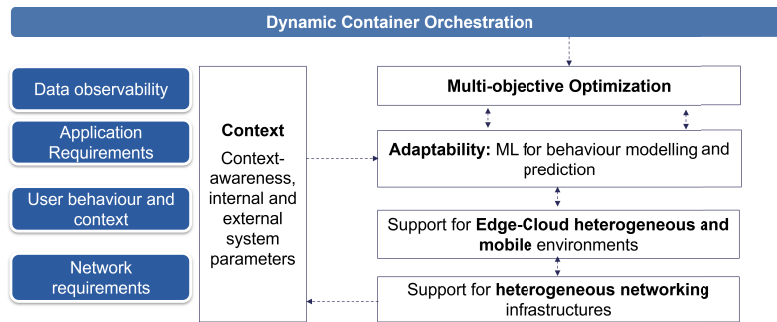 Dynamic Container Orchestration
Data observability
Application
Requirements
User behaviour and
context
Network
requirements
Context
Context-
awareness,
internal and
external
system
parameters
Multi-objective Optimization
Adaptability: ML for behaviour modelling and
prediction
Support for Edge-Cloud heterogeneous and
mobile environments
Support for heterogeneous networking
infrastructures